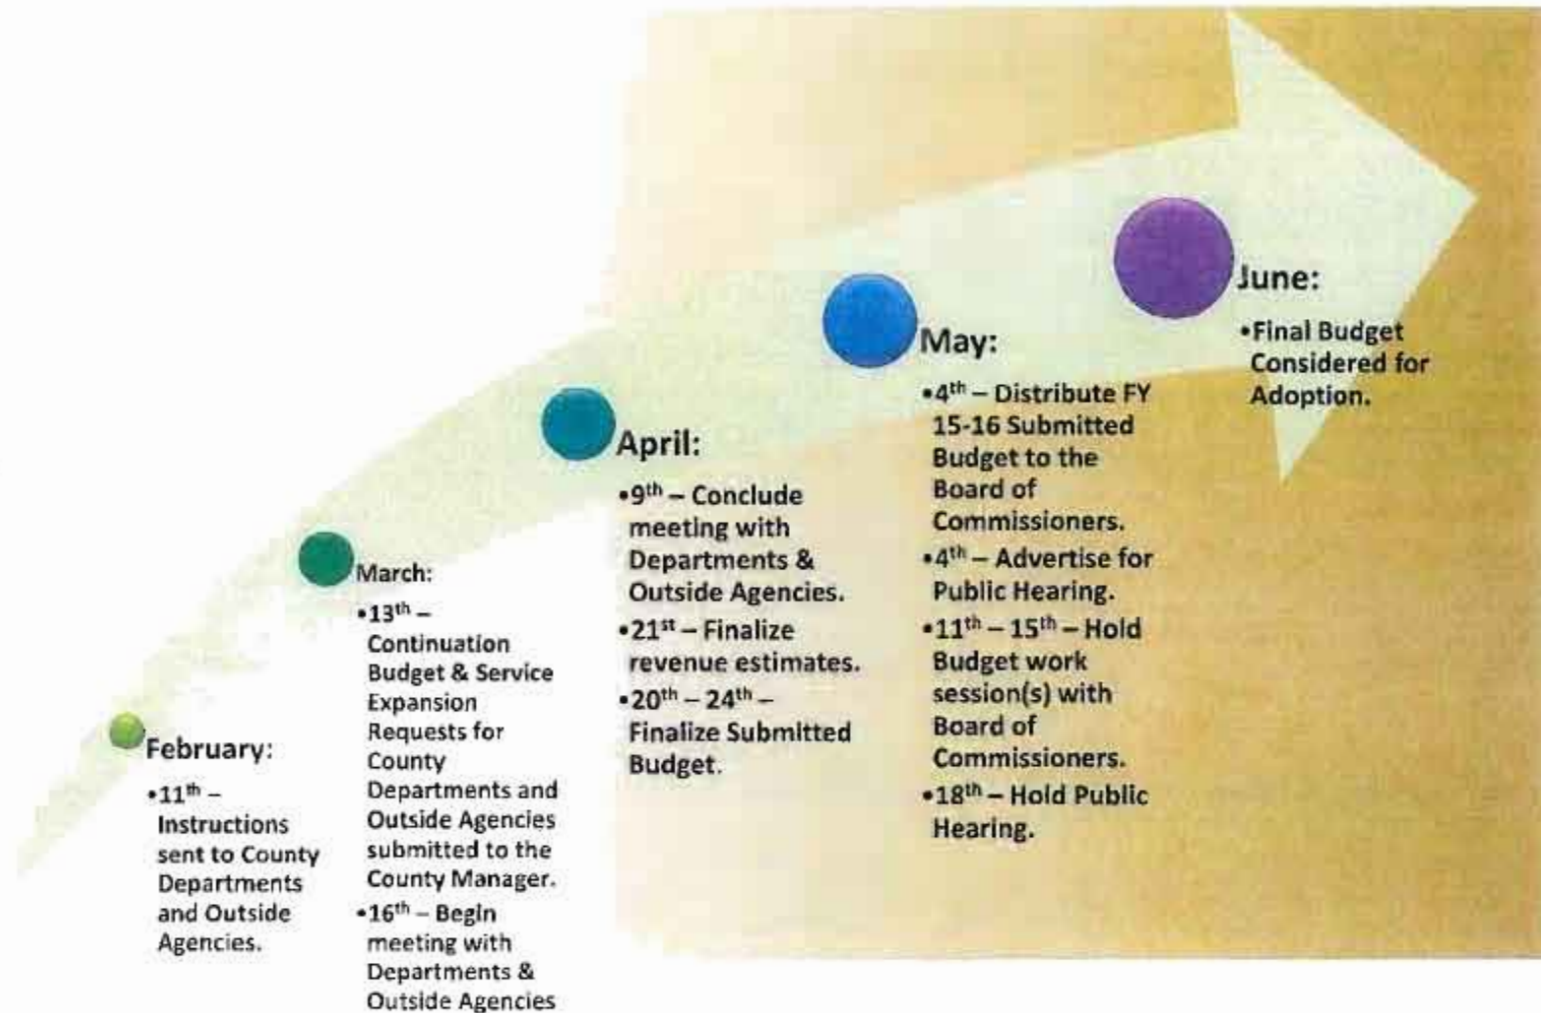 February:
•11th –
Instructions
sent to County
Departments
and Outside
Agencies.
March:
•13th –
Continuation
Budget & Service
Expansion
Requests for
County
Departments and
Outside Agencies
submitted to the
County Manager.
•16th – Begin
meeting with
Departments &
Outside Agencies
April:
•9th – Conclude
meeting with
Departments &
Outside Agencies.
•21st – Finalize
revenue estimates.
•20th – 24th –
Finalize Submitted
Budget.
May:
•4th – Distribute FY
15-16 Submitted
Budget to the
Board of
Commissioners.
•4th – Advertise for
Public Hearing.
•11th – 15th – Hold
Budget work
session(s) with
Board of
Commissioners.
•18th – Hold Public
Hearing.
June:
•Final Budget
Considered for
Adoption.